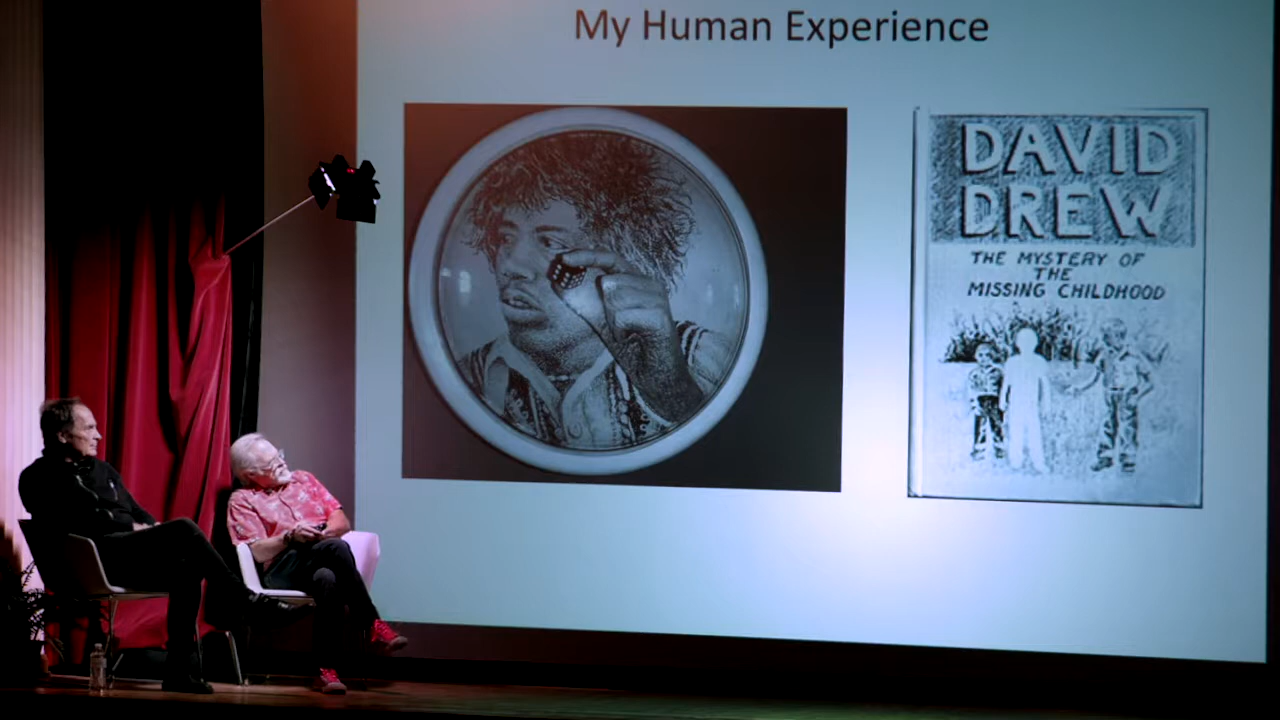 My Human Experience
DAVID
DREW
THE MYSTERY OF
THE
MISSING CHILDHOOD